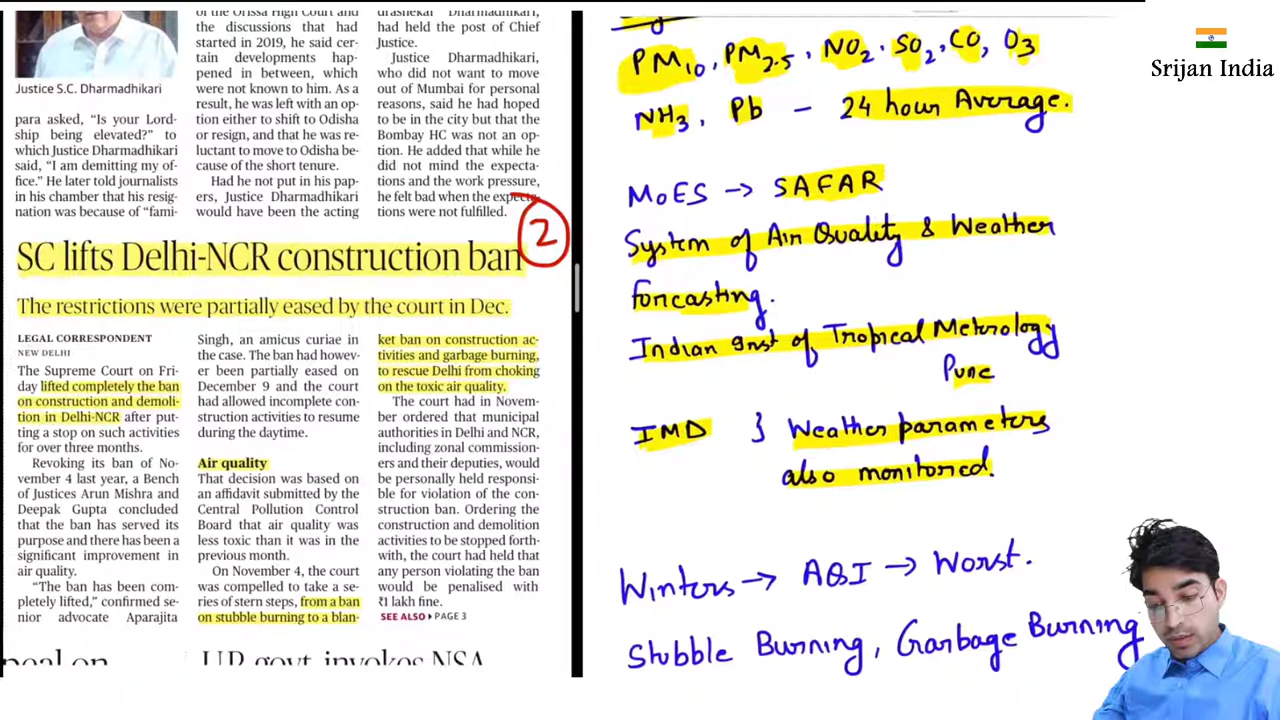 of the Orissa High Court and
the discussions that had
started in 2019, he said cer-
tain developments hap-
pened in between, which
were not known to him. As a
result, he was left with an op-
tion either to shift to Odisha
or resign, and that he was re-
luctant to move to Odisha be-
cause of the short tenure.
Had he not put in his pap-
ers, Justice Dharmadhikari
would have been the acting
drashekar Dharmadhikari,
had held the post of Chief
Justice.
Justice Dharmadhikari,
who did not want to move
out of Mumbai for personal
reasons, said he had hoped
to be in the city but that the
Bombay HC was not an op-
tion. He added that while he
did not mind the expecta-
tions and the work pressure,
he felt bad when the expecta-
tions were not fulfilled.
Justice S.C. Dharmadhikari
para asked, “Is your Lord-
ship being elevated?” to
which Justice Dharmadhikari
said, “I am demitting my of-
fice.” He later told journalists
in his chamber that his resig-
nation was because of “fami-
2
SC lifts Delhi-NCR construction ban
The restrictions were partially eased by the court in Dec.
LEGAL CORRESPONDENT
NEW DELHI
The Supreme Court on Fri-
day lifted completely the ban
on construction and demoli-
tion in Delhi-NCR after put-
ting a stop on such activities
for over three months.
Revoking its ban of No-
vember 4 last year, a Bench
of Justices Arun Mishra and
Deepak Gupta concluded
that the ban has served its
purpose and there has been a
significant improvement in
air quality.
“The ban has been com-
pletely lifted,” confirmed se-
nior advocate Aparajita
Singh, an amicus curiae in
the case. The ban had howev-
er been partially eased on
December 9 and the court
had allowed incomplete con-
struction activities to resume
during the daytime.
Air quality
That decision was based on
an affidavit submitted by the
Central Pollution Control
Board that air quality was
less toxic than it was in the
previous month.
On November 4, the court
was compelled to take a se-
ries of stern steps, from a ban
on stubble burning to a blan-
ket ban on construction ac-
tivities and garbage burning,
to rescue Delhi from choking
on the toxic air quality.
The court had in Novem-
ber ordered that municipal
authorities in Delhi and NCR,
including zonal commission-
ers and their deputies, would
be personally held responsi-
ble for violation of the con-
struction ban. Ordering the
construction and demolition
activities to be stopped forth-
with, the court had held that
any person violating the ban
would be penalised with
₹1 lakh fine.
SEE ALSO PAGE 3
U.P. govt. invokes NSA
PM10, PM2.5, NO2, SO2, CO, O3
NH3, Pb – 24 hour Average.
MoES → SAFAR
System of Air Quality & Weather
forcasting.
Indian Inst of Tropical Meterology
Pune
IMD } Weather parameters
also monitored.
Winters → AQI → Worst.
Stubble Burning, Garbage Burning
Srijan India